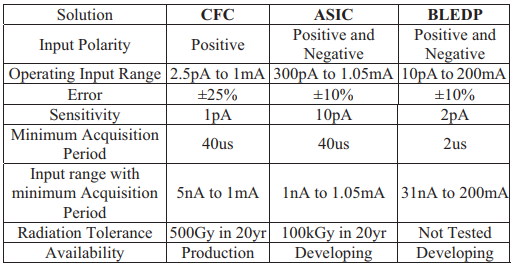 Solution CFC ASIC BLEDP
Input Polarity Positive Positive and Negative Positive and Negative
Operating Input Range 2.5pA to 1mA 300pA to 1.05mA 10pA to 200mA
Error ±25% ±10% ±10%
Sensitivity 1pA 10pA 2pA
Minimum Acquisition Period 40us 40us 2us
Input range with minimum Acquisition Period 5nA to 1mA 1nA to 1.05mA 31nA to 200mA
Radiation Tolerance 500Gy in 20yr 100kGy in 20yr Not Tested
Availability Production Developing Developing